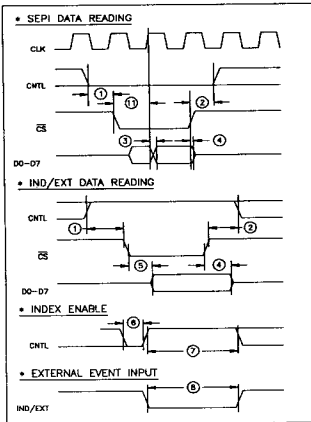 • SEPI DATA READING
CLK
CNTL
① ⑪ ②
CS
③ ④
D0-D7
• IND/EXT DATA READING
CNTL
① ②
CS
⑤ ④
D0-D7
• INDEX ENABLE
⑥
CNTL
⑦
• EXTERNAL EVENT INPUT
⑧
IND/EXT